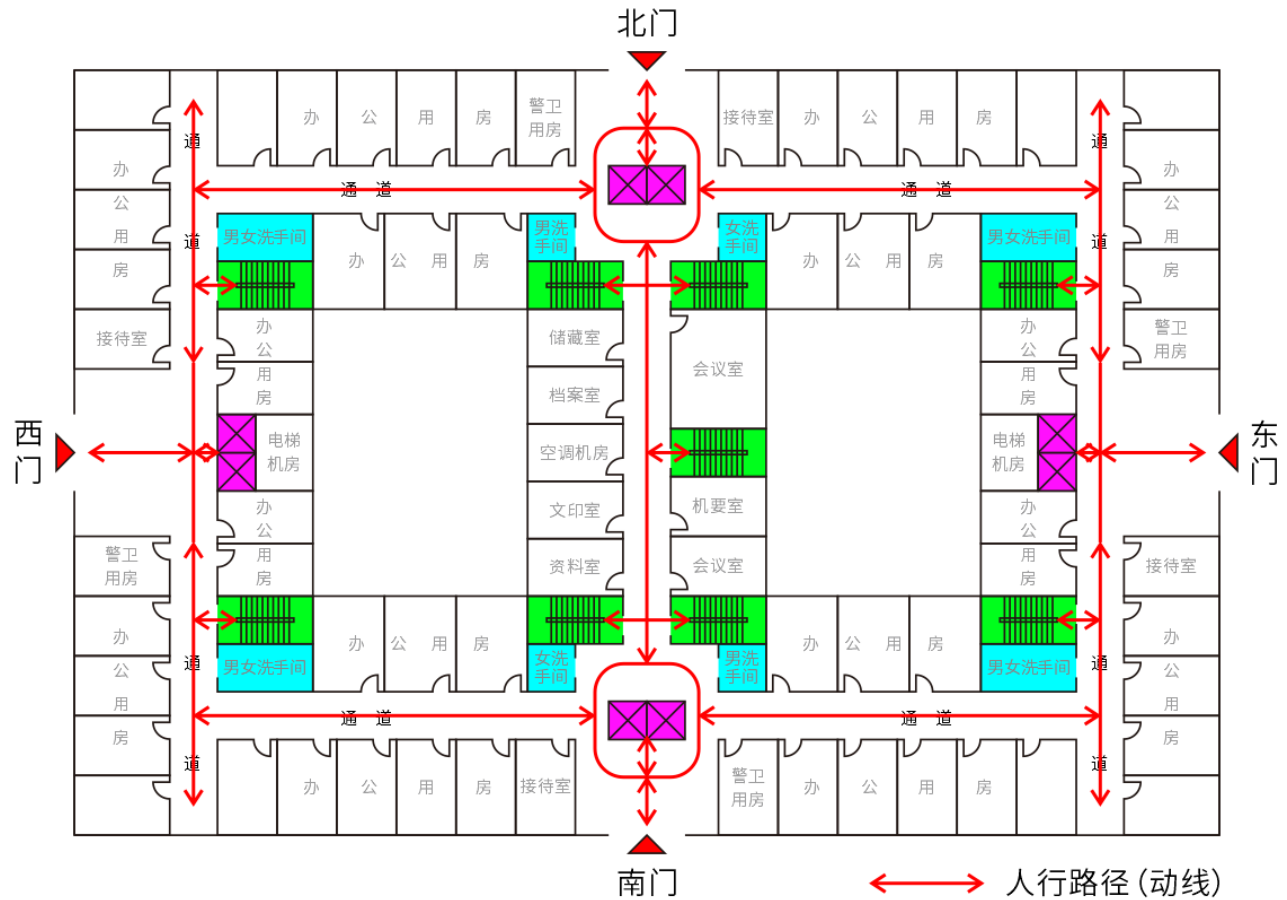 北门
办 公 用 房
警卫
用房
接待室
办 公 用 房
通
通
办
公
用
房
办
公
用
房
通 道
通 道
男女洗手间
男洗
手间
女洗
手间
男女洗手间
道
道
办 公 用 房
办 公 用 房
接待室
办
公
用
房
储藏室
会议室
办
公
用
房
警卫
用房
档案室
西
门
电梯
机房
空调机房
电梯
机房
东
门
办
公
用
房
文印室
机要室
办
公
用
房
警卫
用房
资料室
会议室
接待室
办
公
用
房
办 公 用 房
办 公 用 房
办
公
用
房
通
通
男女洗手间
女洗
手间
男洗
手间
男女洗手间
通 道
通 道
道
道
办 公 用 房
接待室
警卫
用房
办 公 用 房
南门
人行路径（动线）